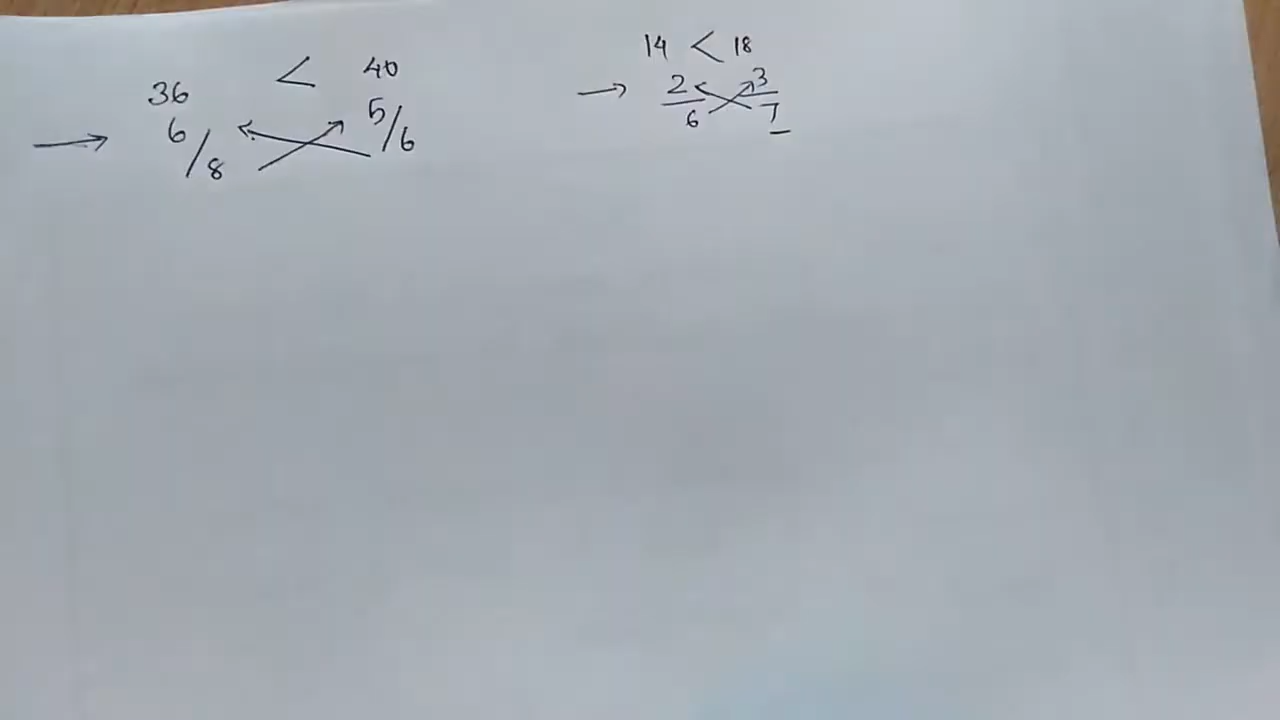 36 < 40
→ 6/8 5/6
14 < 18
→ 2/6 3/7